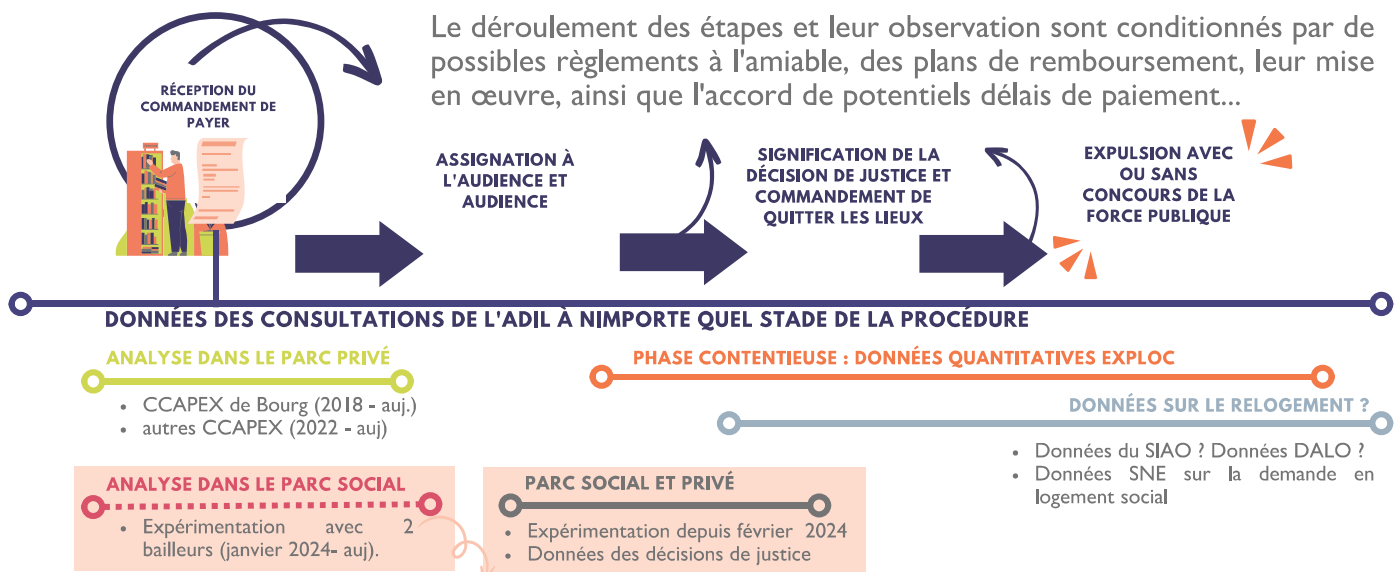 Le déroulement des étapes et leur observation sont conditionnés par de
possibles règlements à l'amiable, des plans de remboursement, leur mise
en œuvre, ainsi que l'accord de potentiels délais de paiement...
RÉCEPTION DU
COMMANDEMENT DE
PAYER
ASSIGNATION À
L'AUDIENCE ET
AUDIENCE
SIGNIFICATION DE LA
DÉCISION DE JUSTICE ET
COMMANDEMENT DE
QUITTER LES LIEUX
EXPULSION AVEC
OU SANS
CONCOURS DE LA
FORCE PUBLIQUE
DONNÉES DES CONSULTATIONS DE L'ADIL À NIMPORTE QUEL STADE DE LA PROCÉDURE
ANALYSE DANS LE PARC PRIVÉ
• CCAPEX de Bourg (2018 - auj.)
• autres CCAPEX (2022 - auj)
PHASE CONTENTIEUSE : DONNÉES QUANTITATIVES EXPLOC
DONNÉES SUR LE RELOGEMENT ?
• Données du SIAO ? Données DALO ?
• Données SNE sur la demande en
logement social
ANALYSE DANS LE PARC SOCIAL
• Expérimentation avec 2
bailleurs (janvier 2024- auj).
PARC SOCIAL ET PRIVÉ
• Expérimentation depuis février 2024
• Données des décisions de justice